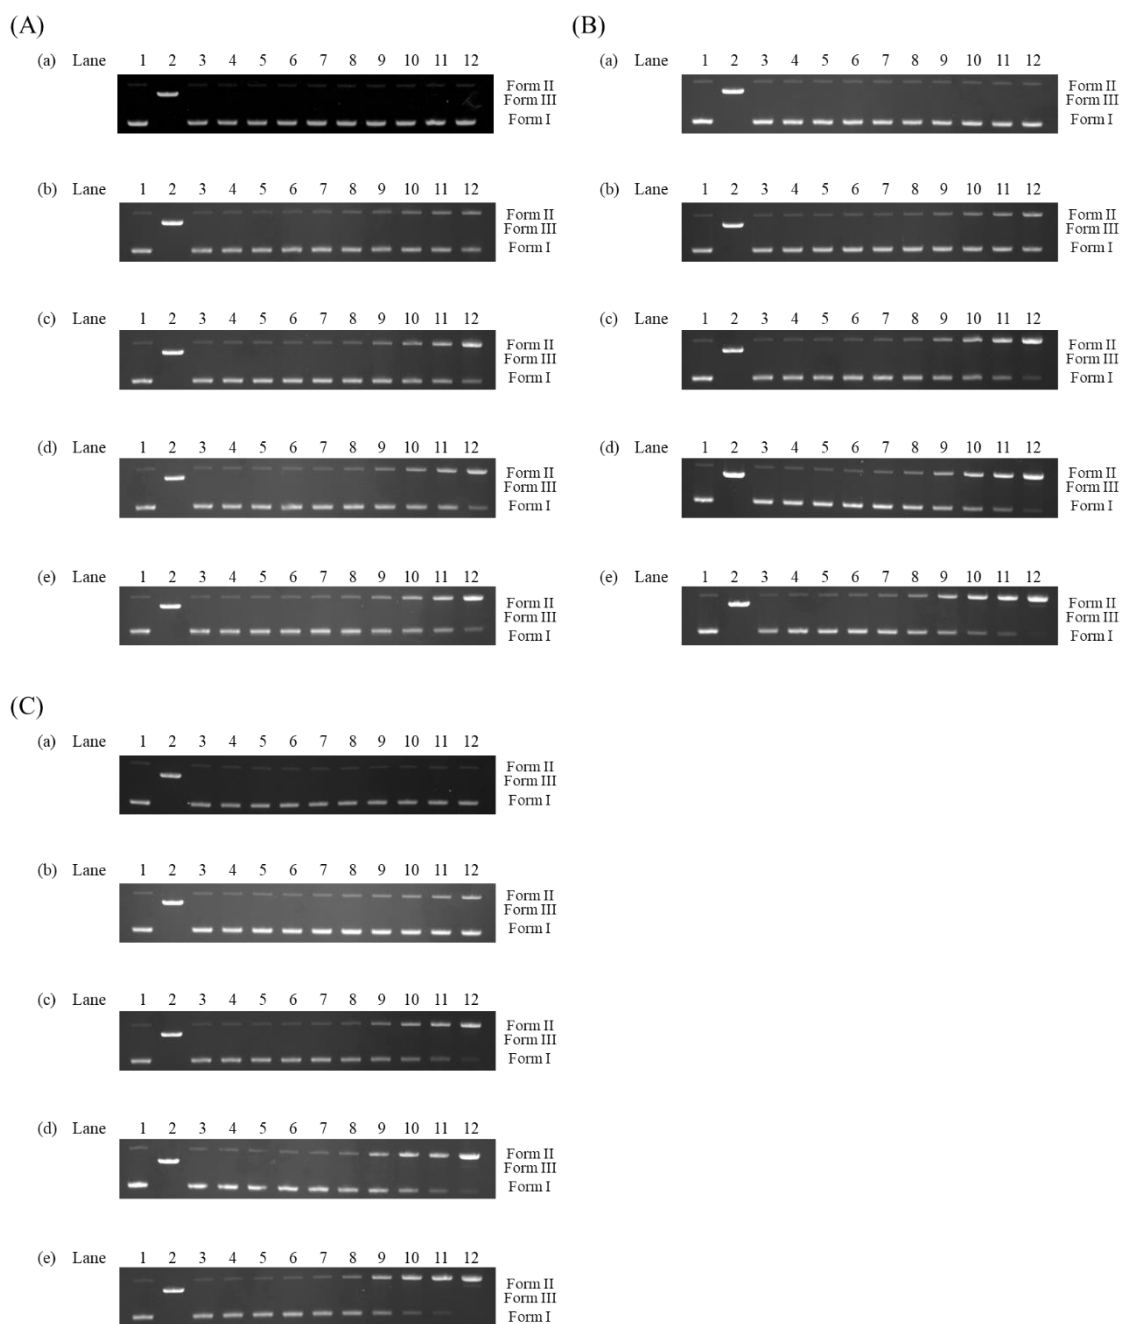 (A)
(a) Lane 1 2 3 4 5 6 7 8 9 10 11 12
Form II
Form III
Form I
(b) Lane 1 2 3 4 5 6 7 8 9 10 11 12
Form II
Form III
Form I
(c) Lane 1 2 3 4 5 6 7 8 9 10 11 12
Form II
Form III
Form I
(d) Lane 1 2 3 4 5 6 7 8 9 10 11 12
Form II
Form III
Form I
(e) Lane 1 2 3 4 5 6 7 8 9 10 11 12
Form II
Form III
Form I
(B)
(a) Lane 1 2 3 4 5 6 7 8 9 10 11 12
Form II
Form III
Form I
(b) Lane 1 2 3 4 5 6 7 8 9 10 11 12
Form II
Form III
Form I
(c) Lane 1 2 3 4 5 6 7 8 9 10 11 12
Form II
Form III
Form I
(d) Lane 1 2 3 4 5 6 7 8 9 10 11 12
Form II
Form III
Form I
(e) Lane 1 2 3 4 5 6 7 8 9 10 11 12
Form II
Form III
Form I
(C)
(a) Lane 1 2 3 4 5 6 7 8 9 10 11 12
Form II
Form III
Form I
(b) Lane 1 2 3 4 5 6 7 8 9 10 11 12
Form II
Form III
Form I
(c) Lane 1 2 3 4 5 6 7 8 9 10 11 12
Form II
Form III
Form I
(d) Lane 1 2 3 4 5 6 7 8 9 10 11 12
Form II
Form III
Form I
(e) Lane 1 2 3 4 5 6 7 8 9 10 11 12
Form II
Form III
Form I